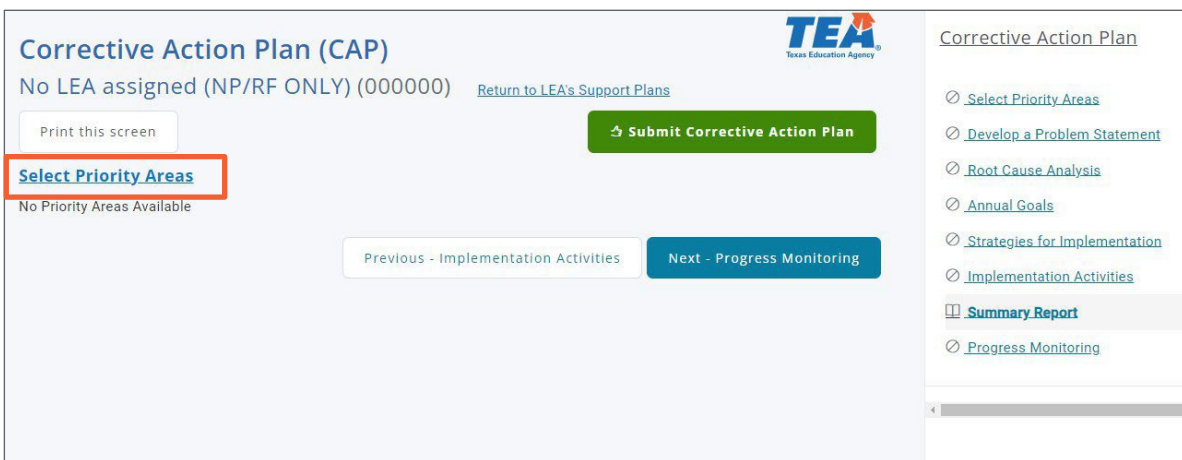 Corrective Action Plan (CAP)
TEA
Texas Education Agency
No LEA assigned (NP/RF ONLY) (000000) Return to LEA's Support Plans
Print this screen
Submit Corrective Action Plan
Select Priority Areas
No Priority Areas Available
Previous - Implementation Activities
Next - Progress Monitoring
Corrective Action Plan
Select Priority Areas
Develop a Problem Statement
Root Cause Analysis
Annual Goals
Strategies for Implementation
Implementation Activities
Summary Report
Progress Monitoring